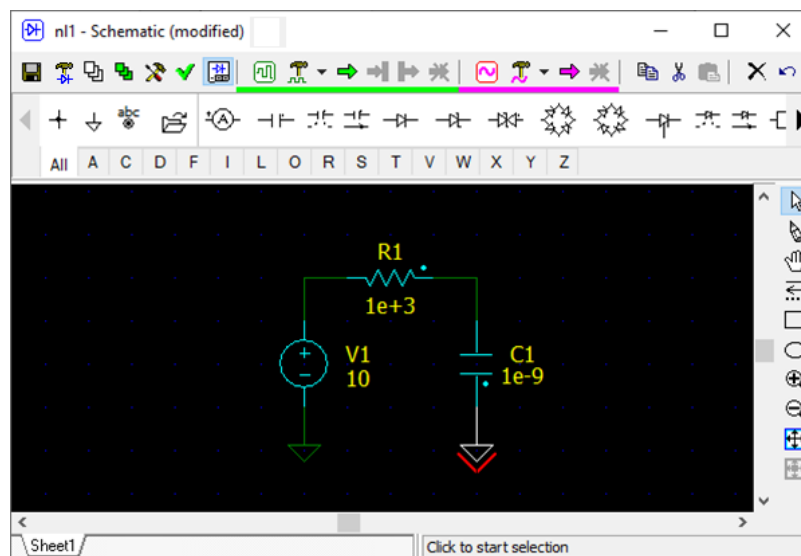 nl1 - Schematic (modified)
abc
A
All A C D F I L O R S T V W X Y Z
R1
1e+3
V1
10
C1
1e-9
Sheet1
Click to start selection